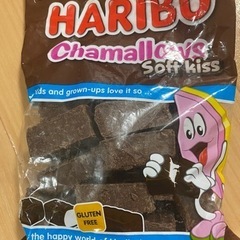 HARIBO
Chamallows
Soft kiss
kids and grown-ups love it so ...
GLUTEN
FREE
the happy world of